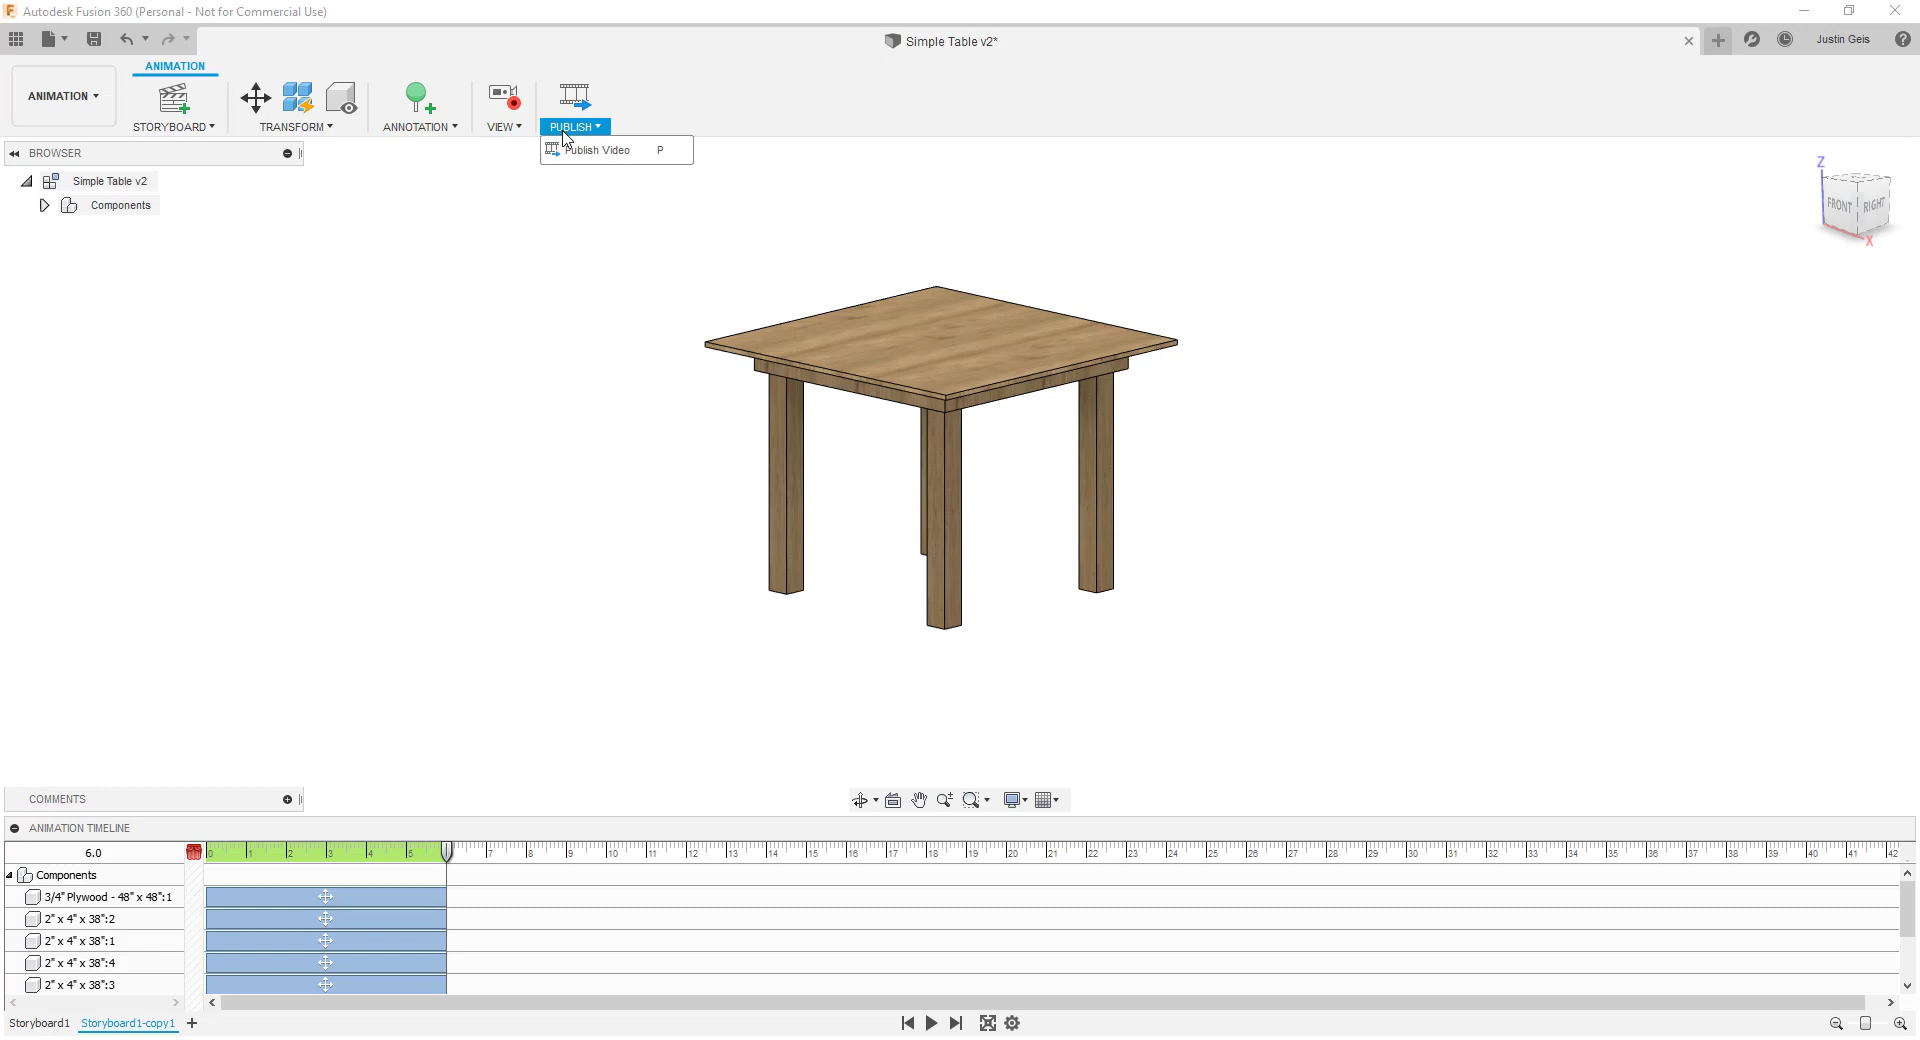 Autodesk Fusion 360 (Personal - Not for Commercial Use)
Simple Table v2*
Justin Geis
ANIMATION
ANIMATION
STORYBOARD
TRANSFORM
ANNOTATION
VIEW
PUBLISH
Publish Video P
BROWSER
Simple Table v2
Components
Z
FRONT RIGHT
X
COMMENTS
ANIMATION TIMELINE
6.0
0 1 2 3 4 5 7 8 9 10 11 12 13 14 15 16 17 18 19 20 21 22 23 24 25 26 27 28 29 30 31 32 33 34 35 36 37 38 39 40 41 42
Components
3/4" Plywood - 48" x 48":1
2" x 4" x 38":2
2" x 4" x 38":1
2" x 4" x 38":4
2" x 4" x 38":3
Storyboard1 Storyboard1-copy1